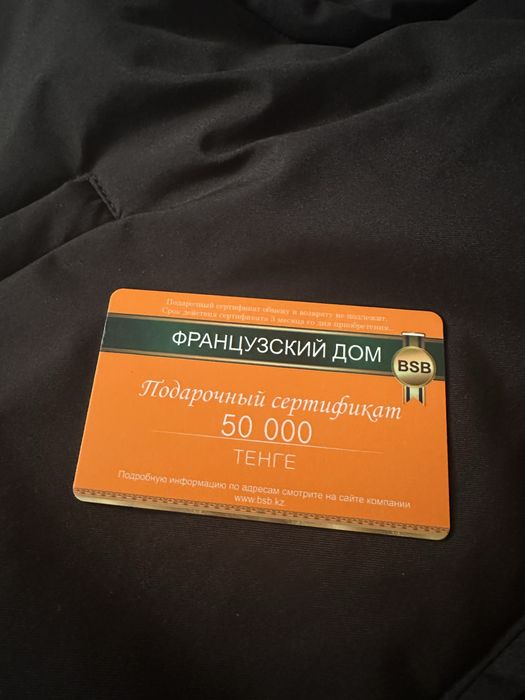 Подарочный сертификат обмену и возврату не подлежит.
Срок действия сертификата 3 месяца со дня приобретения..
ФРАНЦУЗСКИЙ ДОМ
BSB
Подарочный сертификат
50 000
ТЕНГЕ
Подробную информацию по адресам смотрите на сайте компании
www.bsb.kz